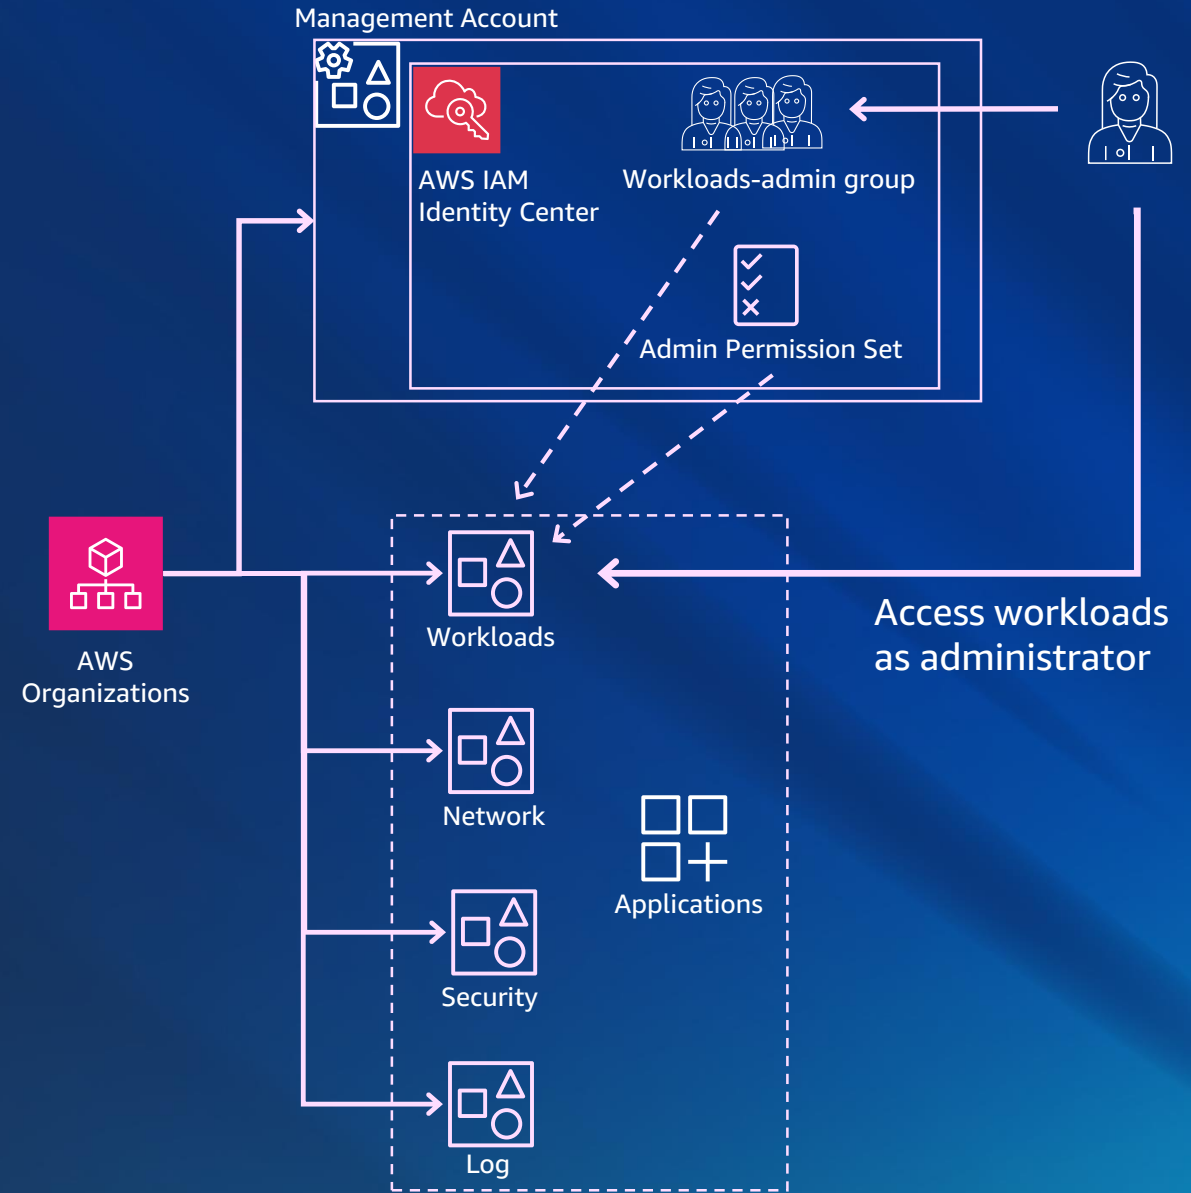 Management Account
AWS IAM
Identity Center
Workloads-admin group
Admin Permission Set
AWS
Organizations
Workloads
Access workloads
as administrator
Network
Applications
Security
Log